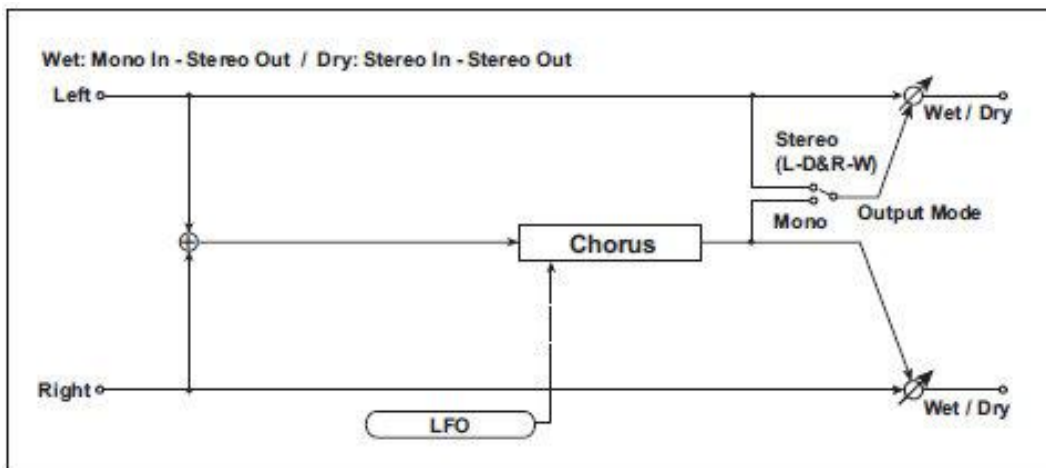 Wet: Mono In - Stereo Out / Dry: Stereo In - Stereo Out
Left
Wet / Dry
Stereo
(L-D&R-W)
Output Mode
Mono
Chorus
Right
Wet / Dry
LFO